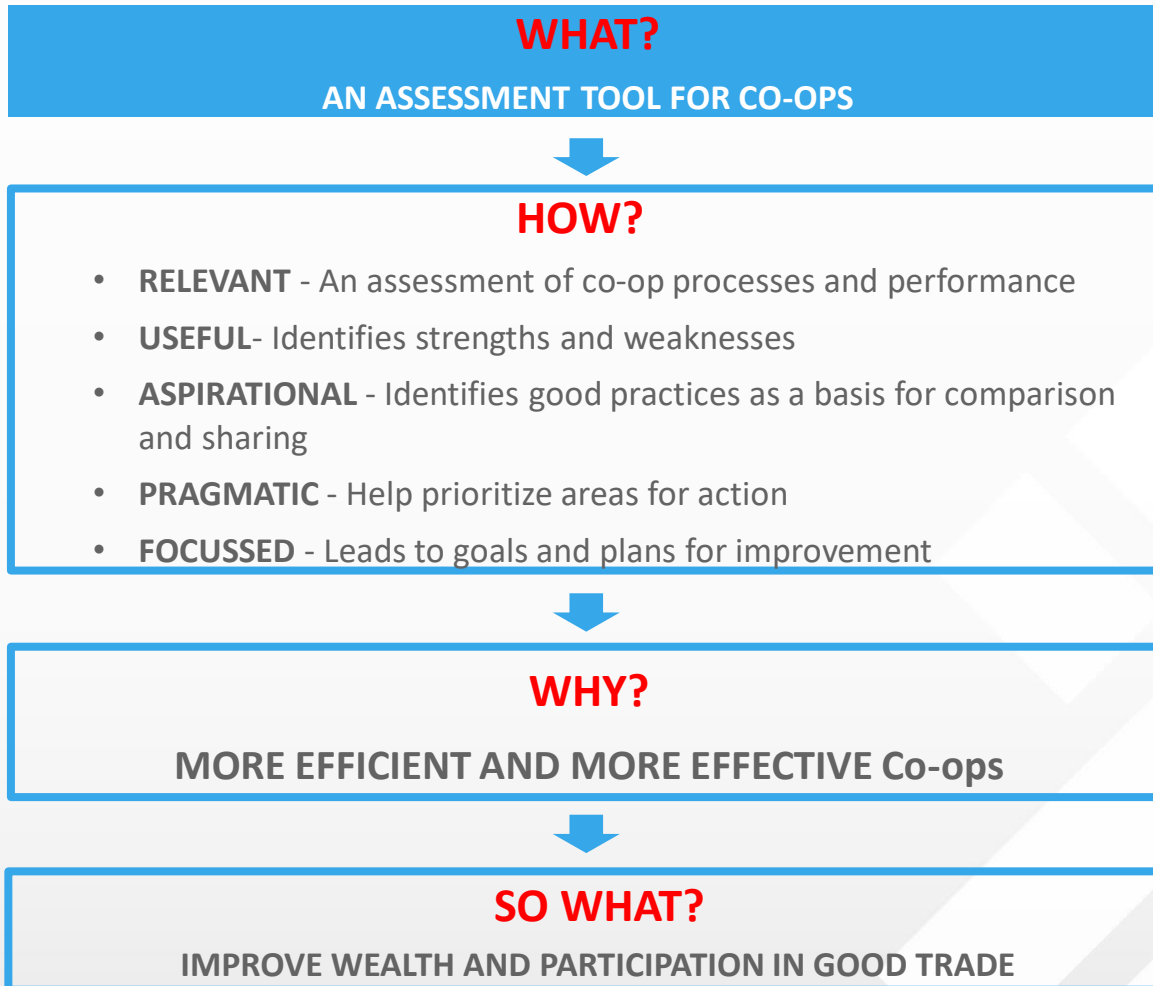 WHAT?
AN ASSESSMENT TOOL FOR CO-OPS
HOW?
• RELEVANT - An assessment of co-op processes and performance
• USEFUL- Identifies strengths and weaknesses
• ASPIRATIONAL - Identifies good practices as a basis for comparison
and sharing
• PRAGMATIC - Help prioritize areas for action
• FOCUSSED - Leads to goals and plans for improvement
WHY?
MORE EFFICIENT AND MORE EFFECTIVE Co-ops
SO WHAT?
IMPROVE WEALTH AND PARTICIPATION IN GOOD TRADE